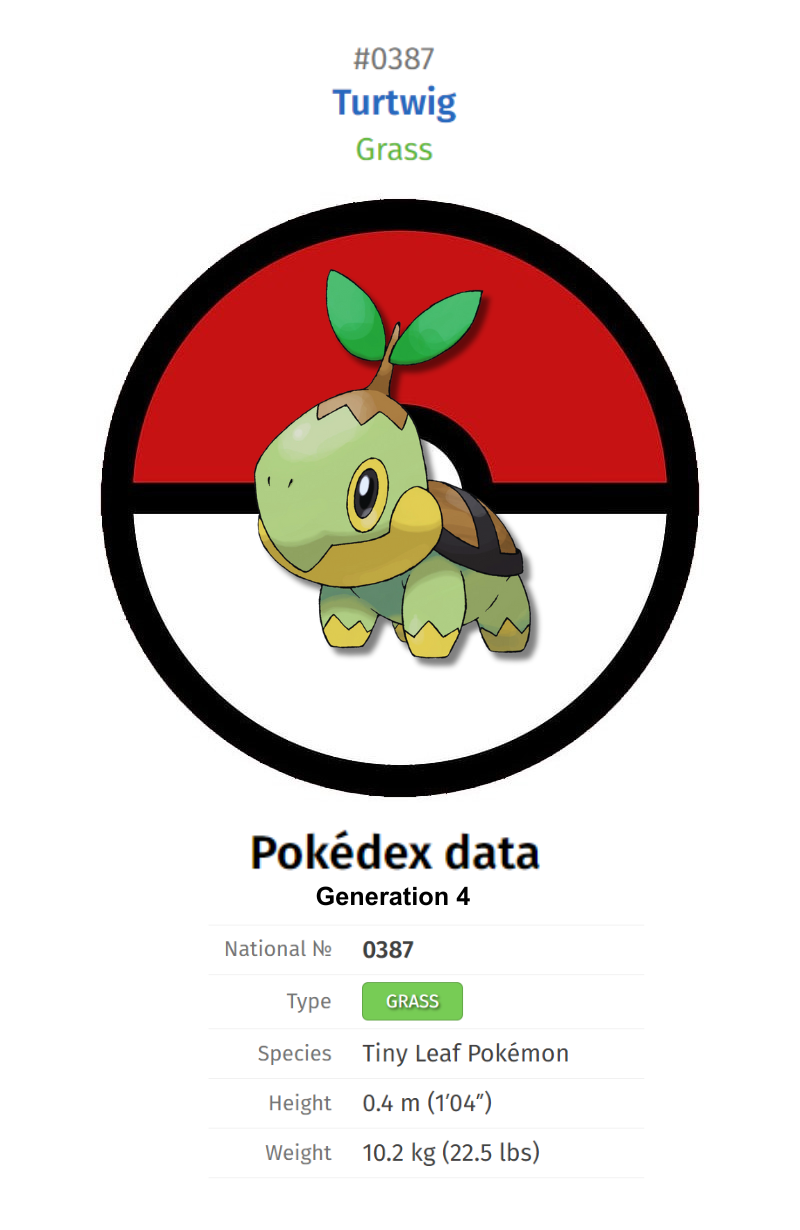 #0387
Turtwig
Grass
Pokédex data
Generation 4
National № 0387
Type GRASS
Species Tiny Leaf Pokémon
Height 0.4 m (1′04″)
Weight 10.2 kg (22.5 lbs)